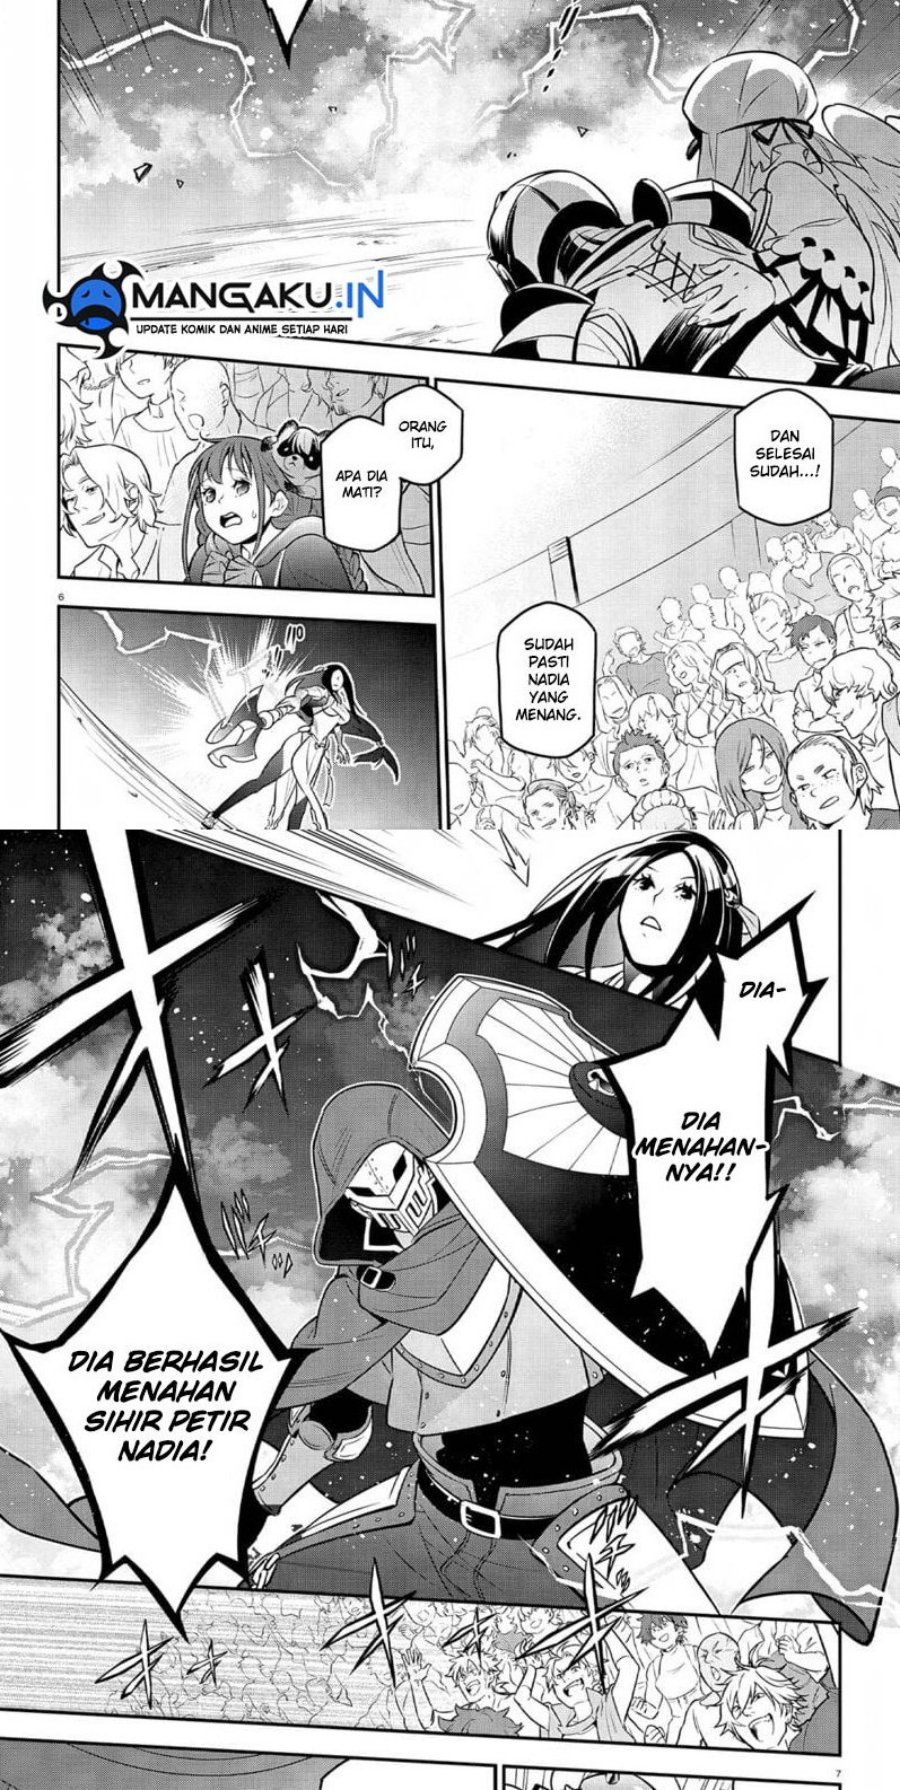 MANGAKU.IN
UPDATE KOMIK DAN ANIME SETIAP HARI
DAN
SELESAI
SUDAH...!
SUDAH
PASTI
NADIA
YANG
MENANG.
ORANG
ITU,
APA DIA
MATI?
6
DIA-
DIA
MENAHAN-
NYA!!
DIA BERHASIL
MENAHAN
SIHIR PETIR
NADIA!
7